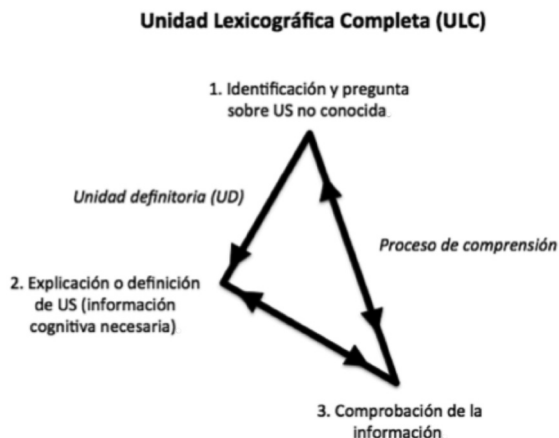 Unidad Lexicográfica Completa (ULC)
1. Identificación y pregunta
sobre US no conocida
Unidad definitoria (UD)
Proceso de comprensión
2. Explicación o definición
de US (información
cognitiva necesaria)
3. Comprobación de la
información